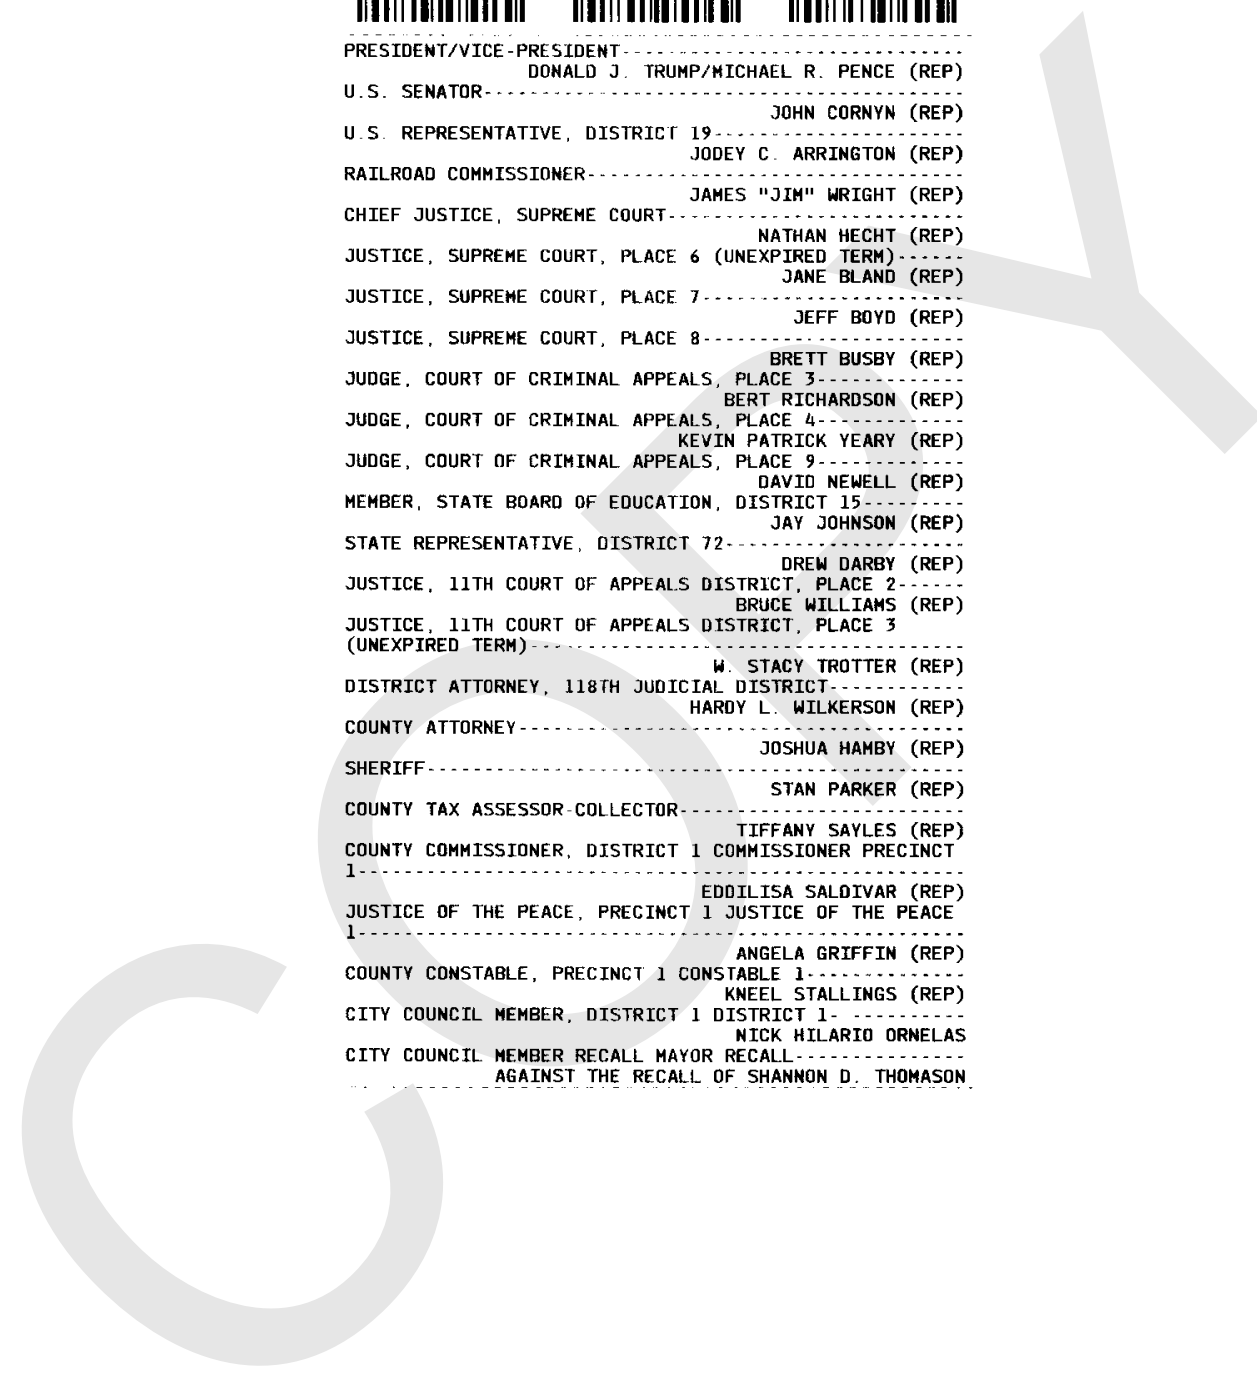 PRESIDENT/VICE-PRESIDENT------------------------------
DONALD J. TRUMP/MICHAEL R. PENCE (REP)
U.S. SENATOR------------------------------------------
JOHN CORNYN (REP)
U.S. REPRESENTATIVE, DISTRICT 19----------------------
JODEY C. ARRINGTON (REP)
RAILROAD COMMISSIONER---------------------------------
JAMES "JIM" WRIGHT (REP)
CHIEF JUSTICE, SUPREME COURT--------------------------
NATHAN HECHT (REP)
JUSTICE, SUPREME COURT, PLACE 6 (UNEXPIRED TERM)------
JANE BLAND (REP)
JUSTICE, SUPREME COURT, PLACE 7-----------------------
JEFF BOYD (REP)
JUSTICE, SUPREME COURT, PLACE 8-----------------------
BRETT BUSBY (REP)
JUDGE, COURT OF CRIMINAL APPEALS, PLACE 3-------------
BERT RICHARDSON (REP)
JUDGE, COURT OF CRIMINAL APPEALS, PLACE 4-------------
KEVIN PATRICK YEARY (REP)
JUDGE, COURT OF CRIMINAL APPEALS, PLACE 9-------------
DAVID NEWELL (REP)
MEMBER, STATE BOARD OF EDUCATION, DISTRICT 15---------
JAY JOHNSON (REP)
STATE REPRESENTATIVE, DISTRICT 72---------------------
DREW DARBY (REP)
JUSTICE, 11TH COURT OF APPEALS DISTRICT, PLACE 2------
BRUCE WILLIAMS (REP)
JUSTICE, 11TH COURT OF APPEALS DISTRICT, PLACE 3
(UNEXPIRED TERM)--------------------------------------
W. STACY TROTTER (REP)
DISTRICT ATTORNEY, 118TH JUDICIAL DISTRICT------------
HARDY L. WILKERSON (REP)
COUNTY ATTORNEY---------------------------------------
JOSHUA HAMBY (REP)
SHERIFF-----------------------------------------------
STAN PARKER (REP)
COUNTY TAX ASSESSOR-COLLECTOR-------------------------
TIFFANY SAYLES (REP)
COUNTY COMMISSIONER, DISTRICT 1 COMMISSIONER PRECINCT
1-----------------------------------------------------
EDDILISA SALDIVAR (REP)
JUSTICE OF THE PEACE, PRECINCT 1 JUSTICE OF THE PEACE
1-----------------------------------------------------
ANGELA GRIFFIN (REP)
COUNTY CONSTABLE, PRECINCT 1 CONSTABLE 1--------------
KNEEL STALLINGS (REP)
CITY COUNCIL MEMBER, DISTRICT 1 DISTRICT 1- ----------
NICK HILARIO ORNELAS
CITY COUNCIL MEMBER RECALL MAYOR RECALL---------------
AGAINST THE RECALL OF SHANNON D. THOMASON
COPY